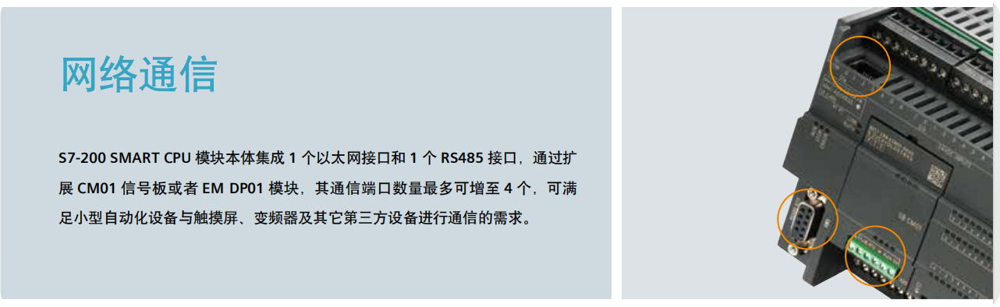 网络通信
S7-200 SMART CPU 模块本体集成 1 个以太网接口和 1 个 RS485 接口，通过扩
展 CM01 信号板或者 EM DP01 模块，其通信端口数量最多可增至 4 个，可满
足小型自动化设备与触摸屏、变频器及其它第三方设备进行通信的需求。
SB CM01